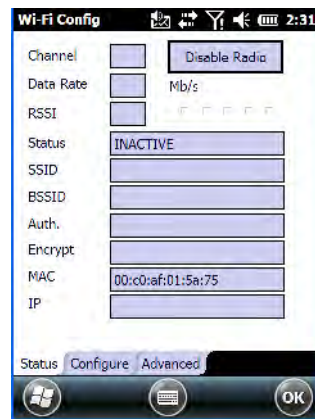 Wi-Fi Config 2:31
Channel Disable Radio
Data Rate Mb/s
RSSI
Status INACTIVE
SSID
BSSID
Auth.
Encrypt
MAC 00:c0:af:01:5a:75
IP
Status Configure Advanced
OK